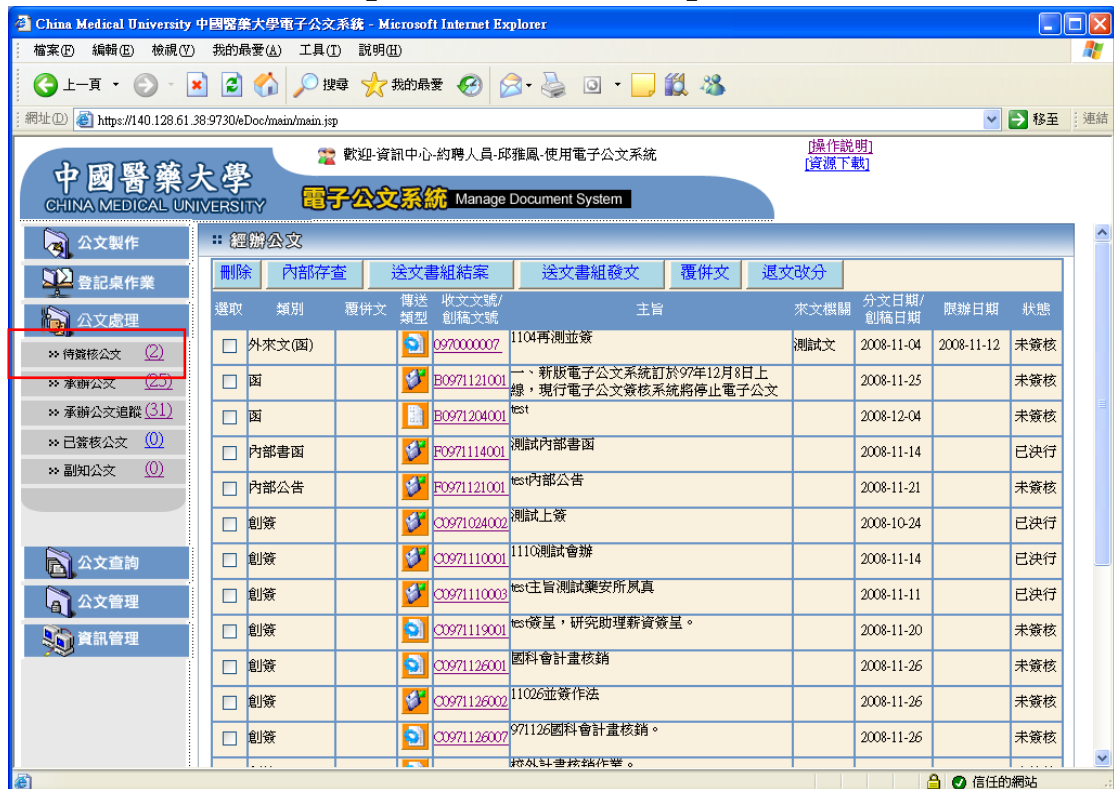 China Medical University 中國醫藥大學電子公文系統 - Microsoft Internet Explorer
檔案(F) 編輯(E) 檢視(V) 我的最愛(A) 工具(T) 說明(H)
上一頁 搜尋 我的最愛
網址(D) https://140.128.61.38:9730/eDoc/main/main.jsp 移至 連結
中國醫藥大學
CHINA MEDICAL UNIVERSITY
歡迎-資訊中心-約聘人員-邱雅鳳-使用電子公文系統
[操作說明]
[資源下載]
電子公文系統 Manage Document System
公文製作
登記桌作業
公文處理
待簽核公文 (2)
承辦公文 (25)
承辦公文追蹤 (31)
已簽核公文 (0)
副知公文 (0)
公文查詢
公文管理
資訊管理
經辦公文
刪除 內部存查 送文書組結案 送文書組發文 覆併文 退文改分
選取 類別 覆併文 傳送類型 收文文號/創稿文號 主旨 來文機關 分文日期/創稿日期 限辦日期 狀態
外來文(函) 097000007 1104再測並簽 測試文 2008-11-04 2008-11-12 未簽核
函 B0971121001 一、新版電子公文系統訂於97年12月8日上線，現行電子公文簽核系統將停止電子公文 2008-11-25 未簽核
函 B0971204001 test 2008-12-04 未簽核
內部書函 F0971114001 測試內部書函 2008-11-14 已決行
內部公告 F0971121001 test內部公告 2008-11-21 未簽核
創簽 C0971024002 測試上簽 2008-10-24 已決行
創簽 C0971110001 1110測試會辦 2008-11-14 已決行
創簽 C0971110003 test主旨測試藥安所夙真 2008-11-11 已決行
創簽 C0971119001 test簽呈，研究助理薪資簽呈。 2008-11-20 未簽核
創簽 C0971126001 國科會計畫核銷 2008-11-26 未簽核
創簽 C0971126002 11026並簽作法 2008-11-26 未簽核
創簽 C0971126007 971126國科會計畫核銷。 2008-11-26 未簽核
校外計畫核銷作業。
信任的網站